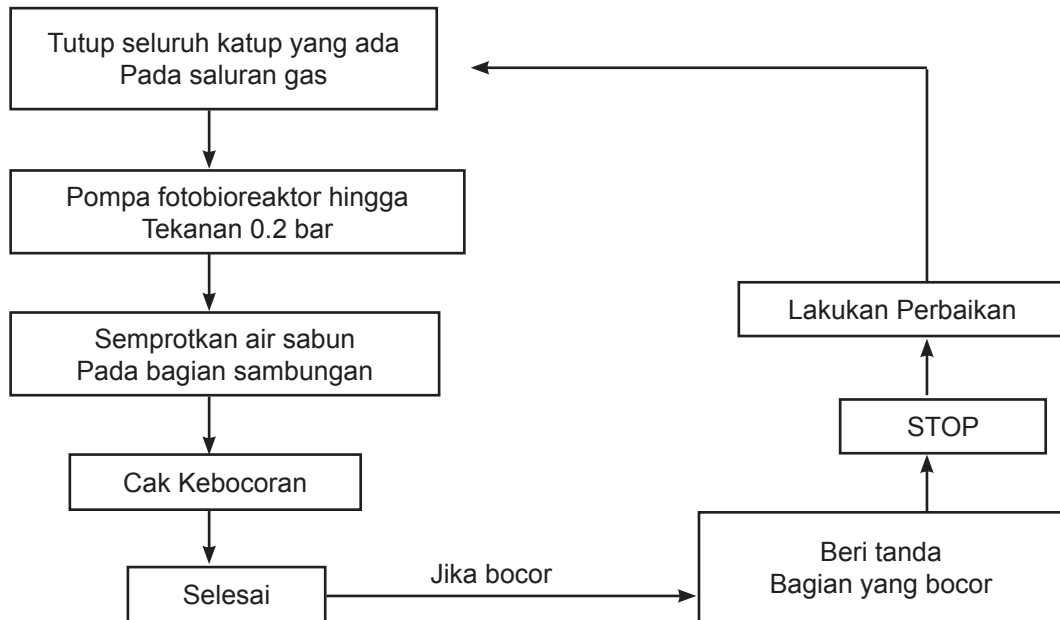 Tutup seluruh katup yang ada
Pada saluran gas
Pompa fotobioreaktor hingga
Tekanan 0.2 bar
Semprotkan air sabun
Pada bagian sambungan
Cak Kebocoran
Selesai
Jika bocor
Beri tanda
Bagian yang bocor
STOP
Lakukan Perbaikan